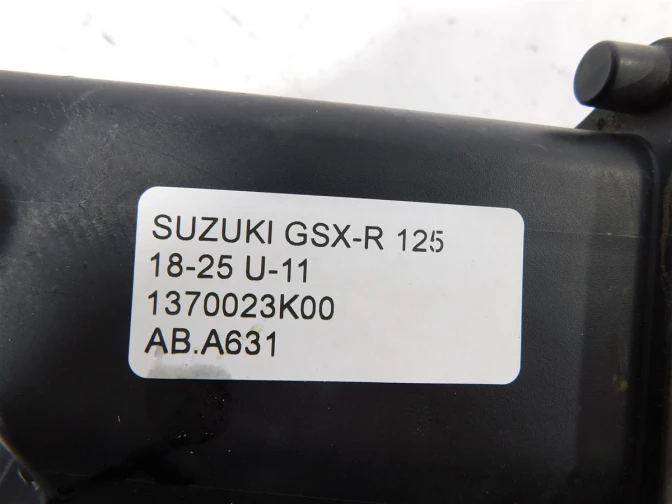 SUZUKI GSX-R 125
18-25 U-11
1370023K00
AB.A631